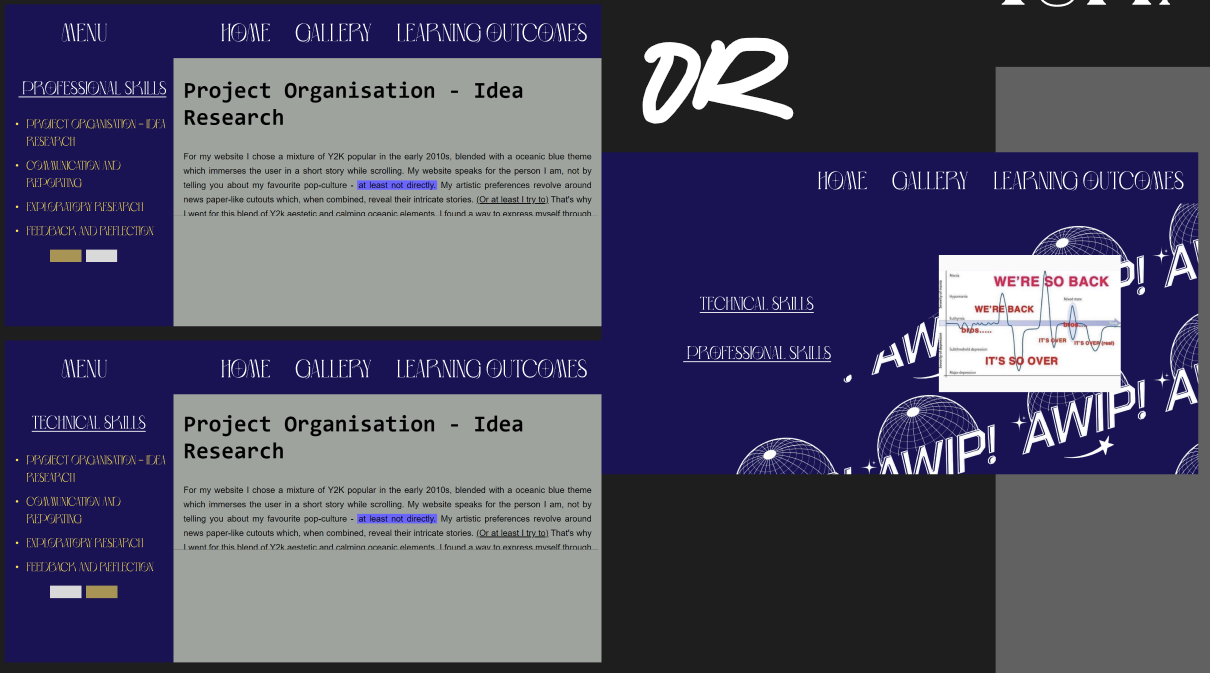 MENU
HOME GALLERY LEARNING OUTCOMES
PROFESSIONAL SKILLS
• PROJECT ORGANISATION - IDEA
RESEARCH
• COMMUNICATION AND
REPORTING
• EXPLORATORY RESEARCH
• FEEDBACK AND REFLECTION
Project Organisation - Idea
Research
For my website I chose a mixture of Y2K popular in the early 2010s, blended with a oceanic blue theme
which immerses the user in a short story while scrolling. My website speaks for the person I am, not by
telling you about my favourite pop-culture - at least not directly. My artistic preferences revolve around
news paper-like cutouts which, when combined, reveal their intricate stories. (Or at least I try to) That's why
I went for this blend of Y2k aestetic and calming oceanic elements. I found a way to express myself through
MENU
HOME GALLERY LEARNING OUTCOMES
TECHNICAL SKILLS
• PROJECT ORGANISATION - IDEA
RESEARCH
• COMMUNICATION AND
REPORTING
• EXPLORATORY RESEARCH
• FEEDBACK AND REFLECTION
Project Organisation - Idea
Research
For my website I chose a mixture of Y2K popular in the early 2010s, blended with a oceanic blue theme
which immerses the user in a short story while scrolling. My website speaks for the person I am, not by
telling you about my favourite pop-culture - at least not directly. My artistic preferences revolve around
news paper-like cutouts which, when combined, reveal their intricate stories. (Or at least I try to) That's why
I went for this blend of Y2k aestetic and calming oceanic elements. I found a way to express myself through
OR
HOME GALLERY LEARNING OUTCOMES
TECHNICAL SKILLS
PROFESSIONAL SKILLS
Mania
WE'RE SO BACK
Hypomania
Mood state
WE'RE BACK
Euthymia
bros.....
bros...
IT'S OVER
IT'S OVER (real)
Subthreshold depression
IT'S SO OVER
Major depression
P!
A
AW
AWIP!
AWIP!
A